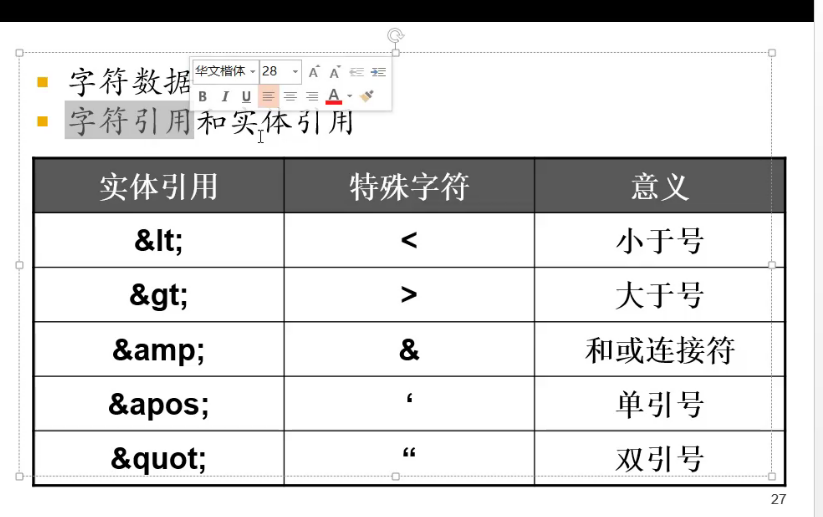 字符数据
华文楷体 28 A A
B I U A
字符引用和实体引用
实体引用 特殊字符 意义
&lt; < 小于号
&gt; > 大于号
&amp; & 和或连接符
&apos; ‘ 单引号
&quot; “ 双引号
27